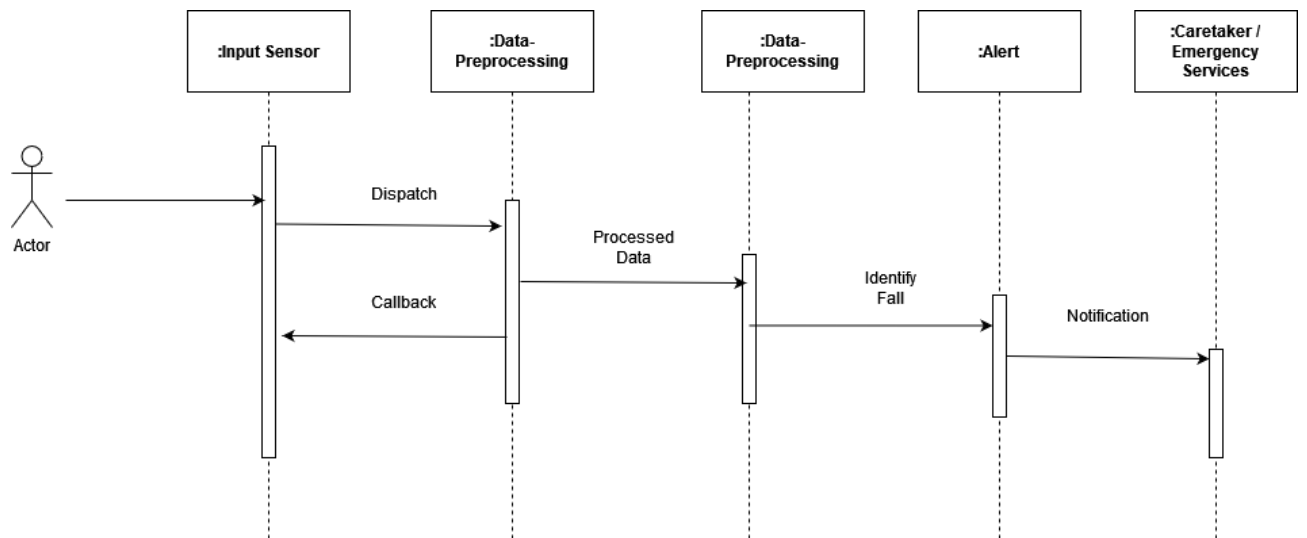 :Input Sensor
:Data-
Preprocessing
:Data-
Preprocessing
:Alert
:Caretaker /
Emergency
Services
Actor
Dispatch
Processed
Data
Callback
Identify
Fall
Notification